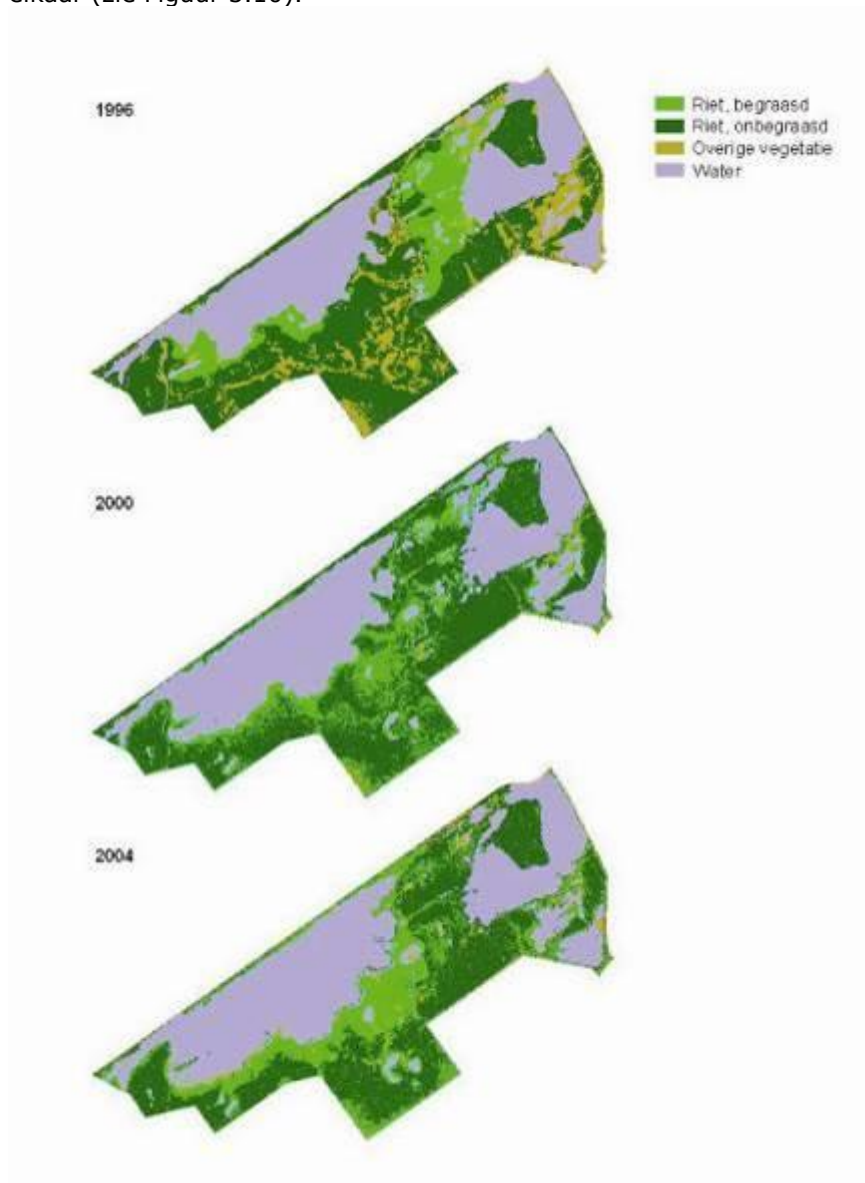 1996
Riet, begraasd
Riet, onbegraasd
Overige vegetatie
Water
2000
2004